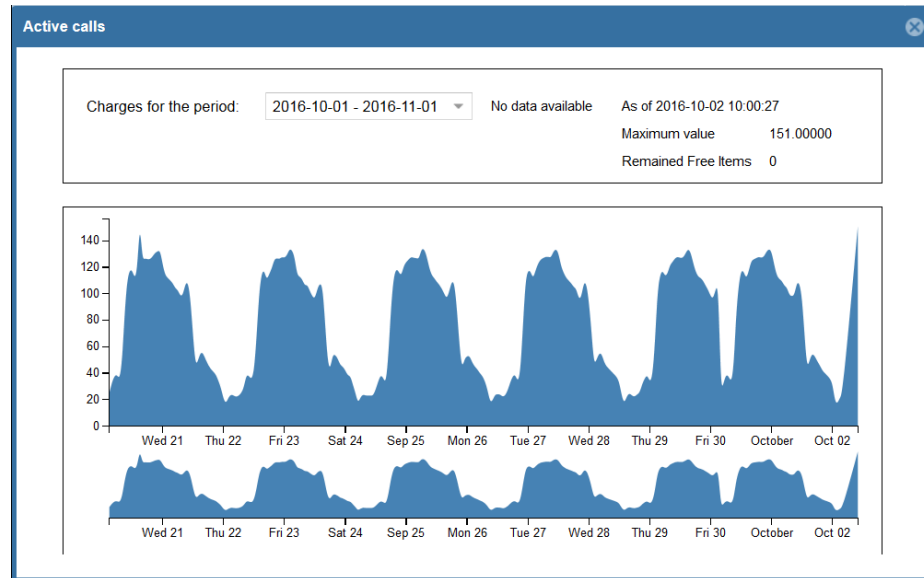 Active calls
Charges for the period: 2016-10-01 - 2016-11-01 No data available As of 2016-10-02 10:00:27
Maximum value 151.00000
Remained Free Items 0
140
120
100
80
60
40
20
0
Wed 21 Thu 22 Fri 23 Sat 24 Sep 25 Mon 26 Tue 27 Wed 28 Thu 29 Fri 30 October Oct 02
Wed 21 Thu 22 Fri 23 Sat 24 Sep 25 Mon 26 Tue 27 Wed 28 Thu 29 Fri 30 October Oct 02